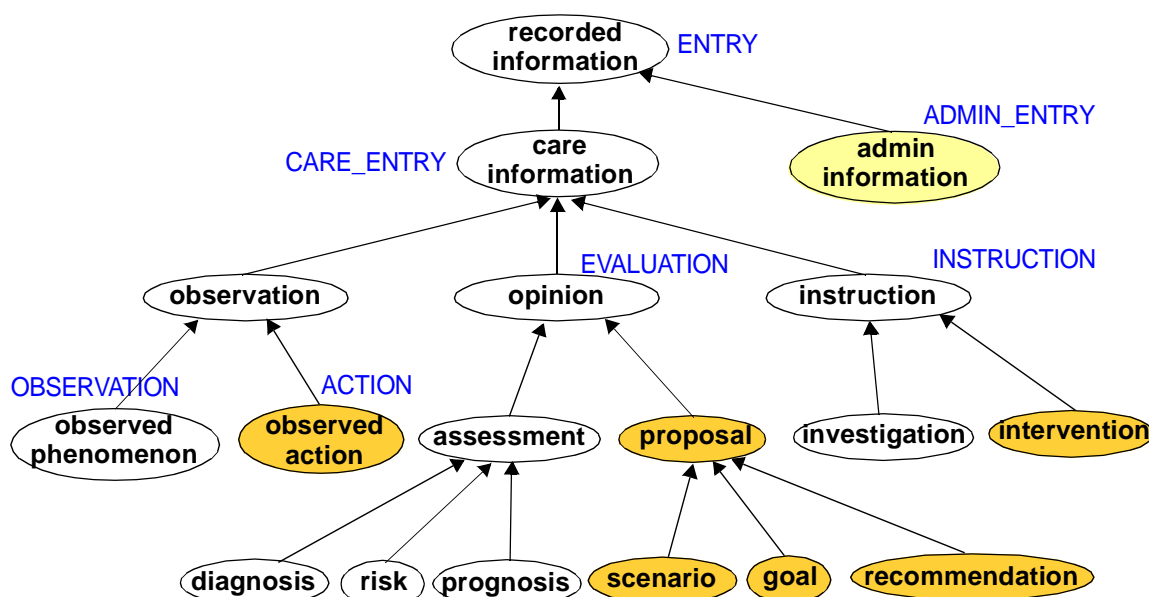 recorded
information
ENTRY
ADMIN_ENTRY
CARE_ENTRY
care
information
admin
information
EVALUATION
INSTRUCTION
observation
opinion
instruction
OBSERVATION
ACTION
observed
phenomenon
observed
action
assessment
proposal
investigation
intervention
diagnosis
risk
prognosis
scenario
goal
recommendation